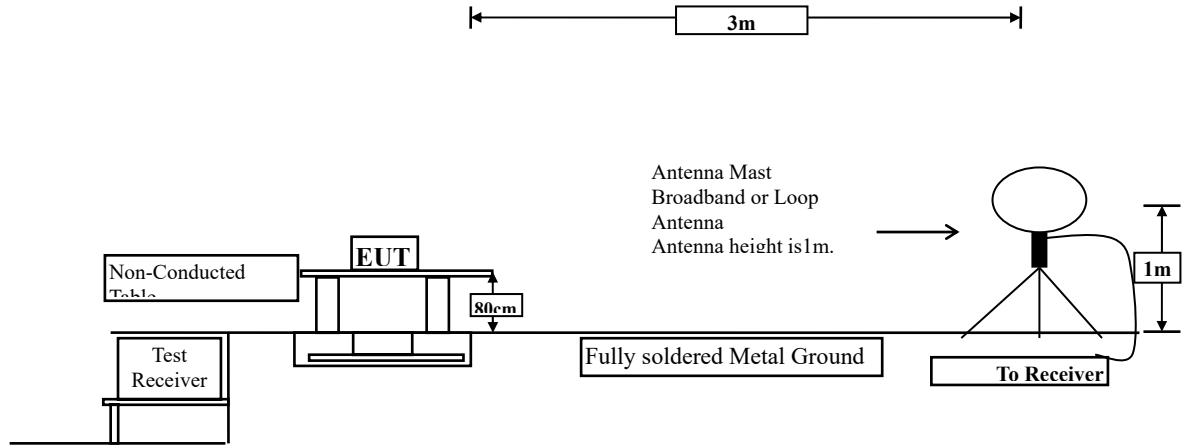 3m
Antenna Mast
Broadband or Loop
Antenna
Antenna height is1m.
EUT
Non-Conducted
Table
80cm
1m
Test
Receiver
Fully soldered Metal Ground
To Receiver